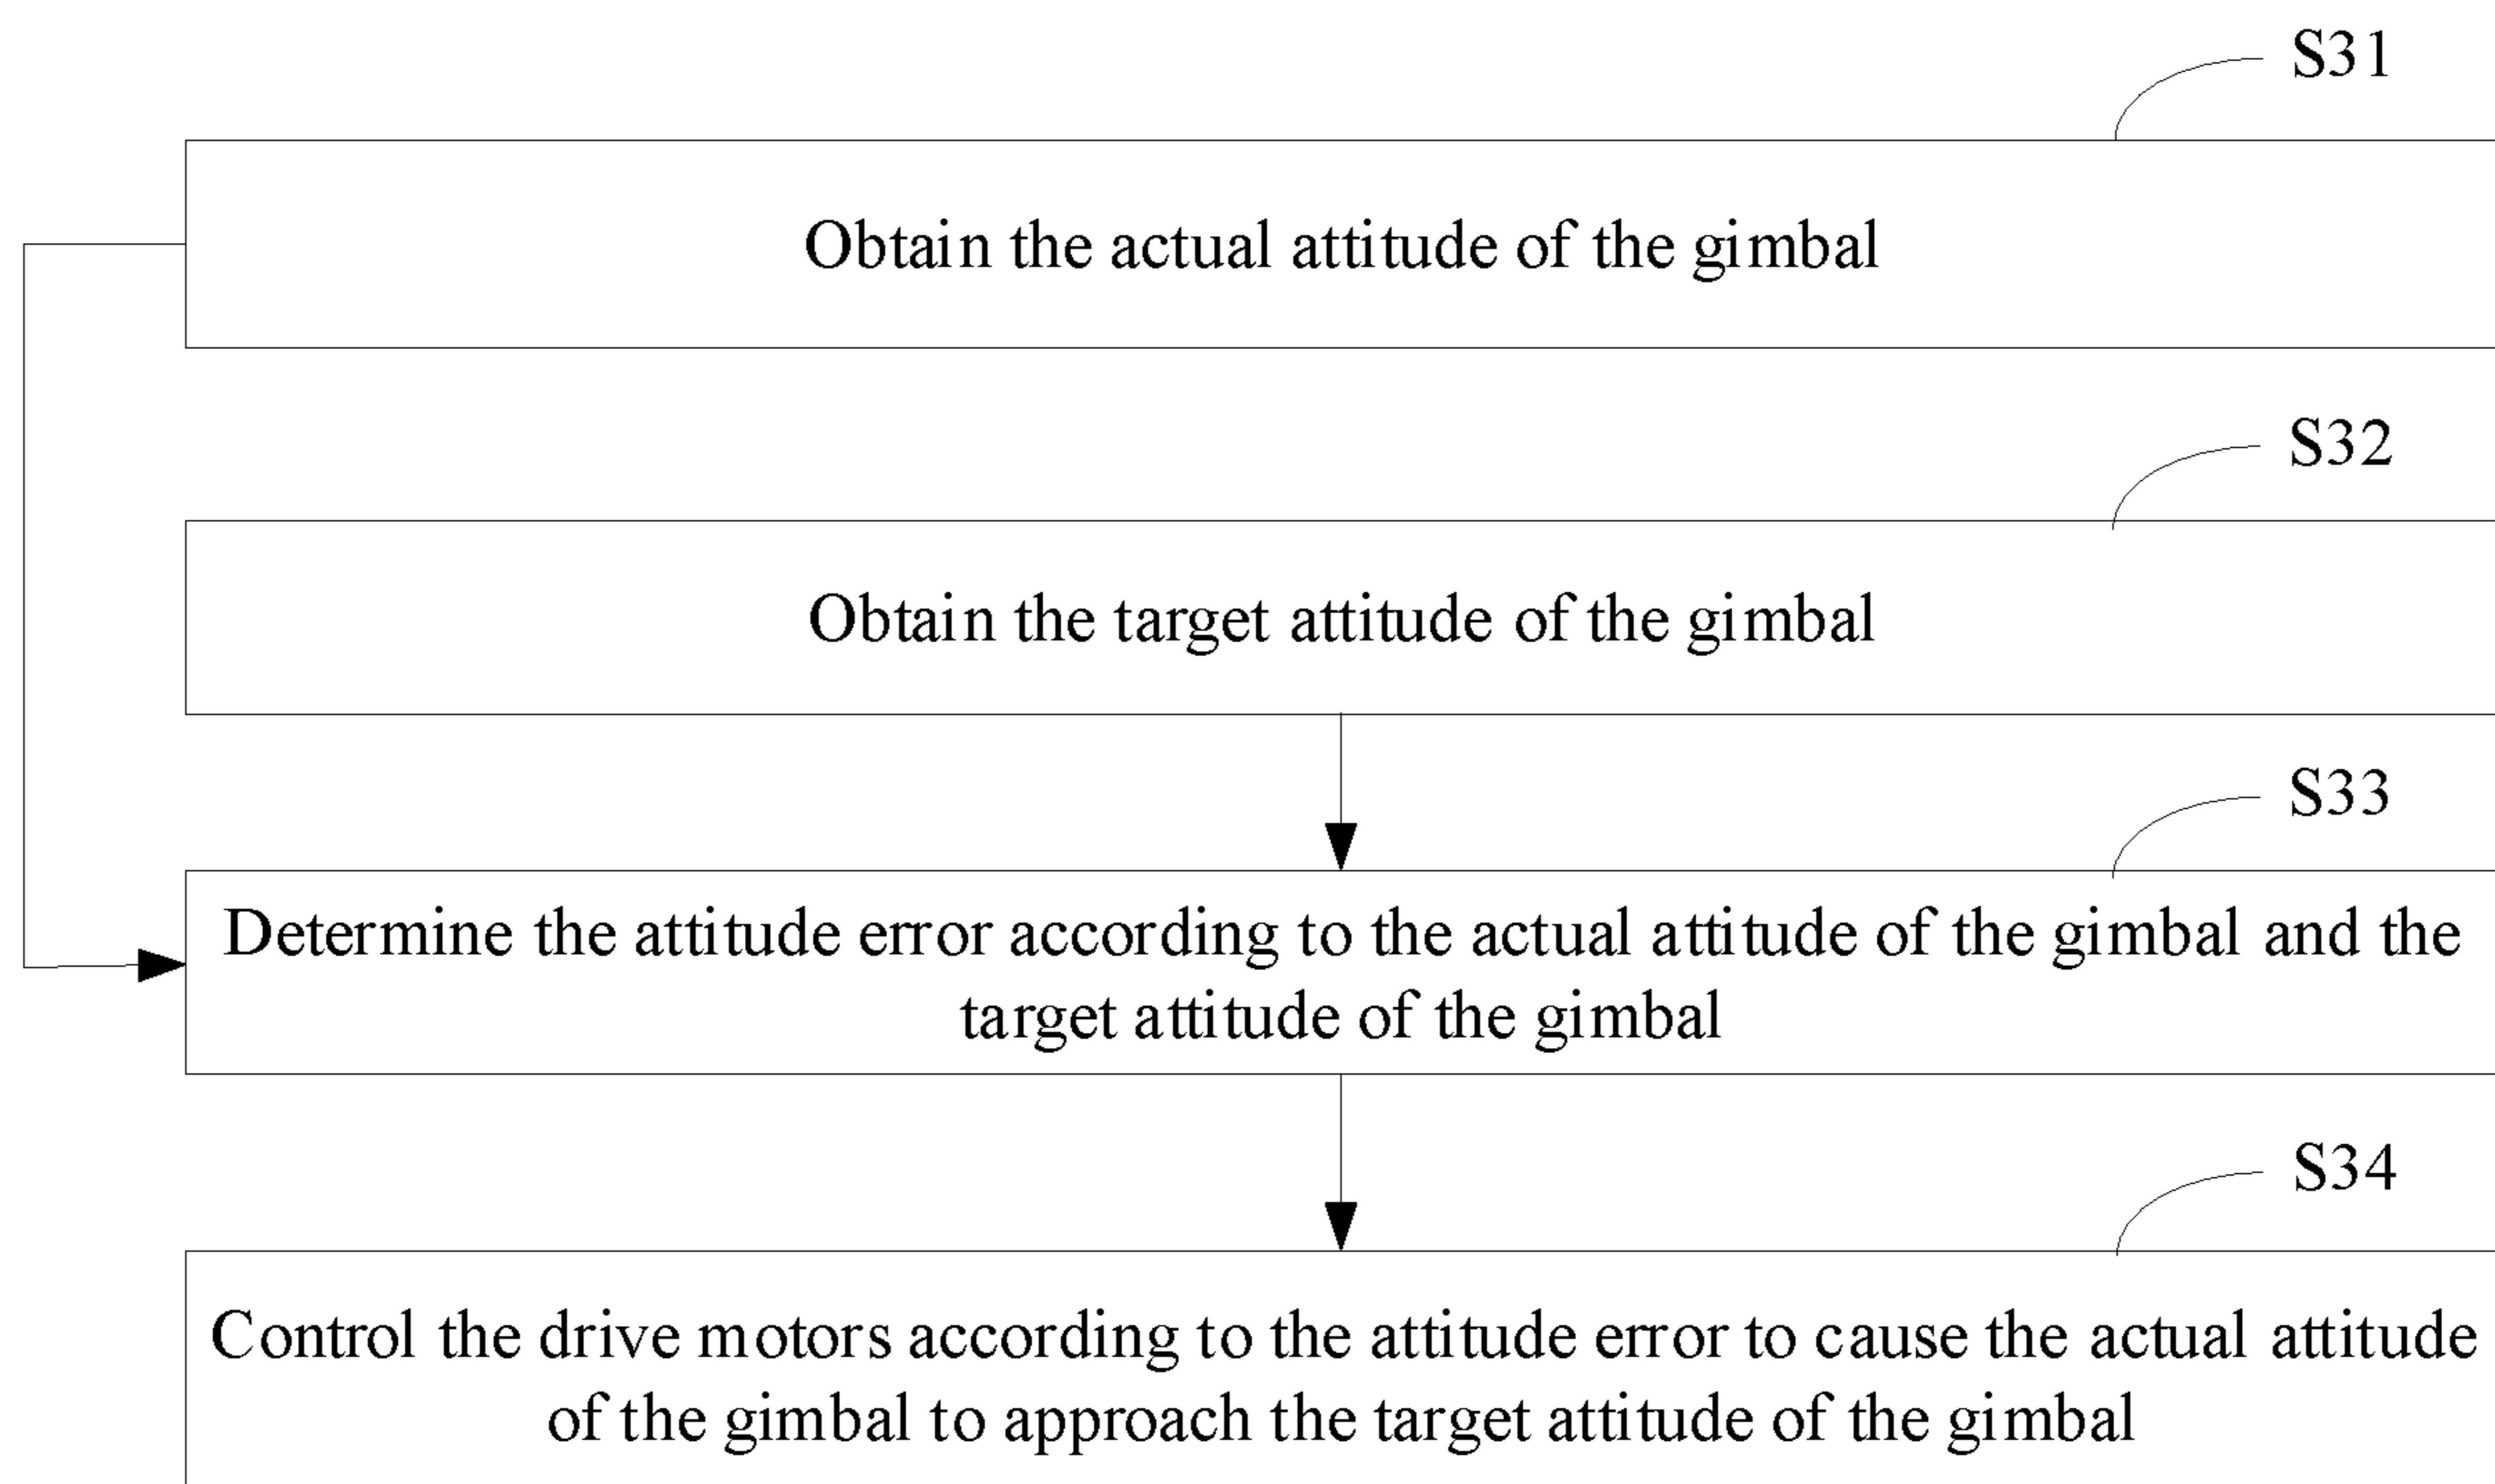 S31
Obtain the actual attitude of the gimbal
S32
Obtain the target attitude of the gimbal
S33
Determine the attitude error according to the actual attitude of the gimbal and the
target attitude of the gimbal
S34
Control the drive motors according to the attitude error to cause the actual attitude
of the gimbal to approach the target attitude of the gimbal